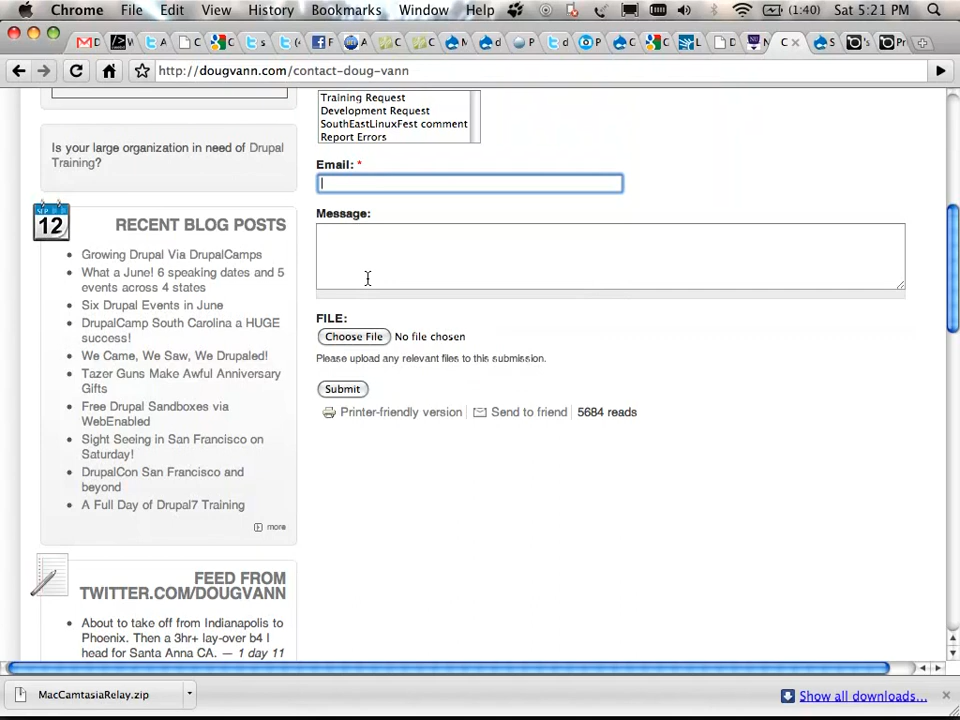 Chrome File Edit View History Bookmarks Window Help (1:40) Sat 5:21 PM
http://dougvann.com/contact-doug-vann
Training Request
Development Request
SouthEastLinuxFest comment
Report Errors
Is your large organization in need of Drupal
Training?
Email: *
Message:
SEP
12
RECENT BLOG POSTS
Growing Drupal Via DrupalCamps
What a June! 6 speaking dates and 5
events across 4 states
Six Drupal Events in June
DrupalCamp South Carolina a HUGE
success!
We Came, We Saw, We Drupaled!
Tazer Guns Make Awful Anniversary
Gifts
Free Drupal Sandboxes via
WebEnabled
Sight Seeing in San Francisco on
Saturday!
DrupalCon San Francisco and
beyond
A Full Day of Drupal7 Training
more
FILE:
Choose File No file chosen
Please upload any relevant files to this submission.
Submit
Printer-friendly version Send to friend 5684 reads
FEED FROM
TWITTER.COM/DOUGVANN
About to take off from Indianapolis to
Phoenix. Then a 3hr+ lay-over b4 I
head for Santa Anna CA. — 1 day 11
MacCamtasiaRelay.zip
Show all downloads...